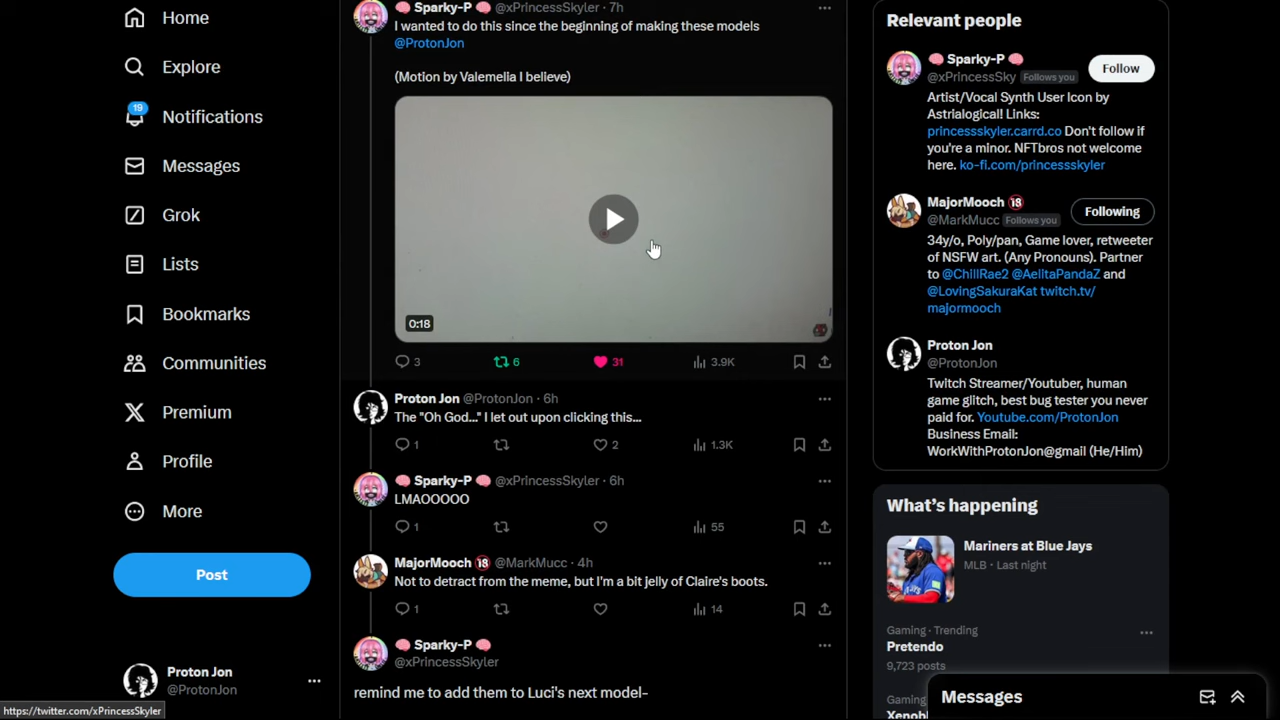 Home
Explore
19
Notifications
Messages
Grok
Lists
Bookmarks
Communities
Premium
Profile
More
Post
Proton Jon
@ProtonJon
https://twitter.com/xPrincessSkyler
Sparky-P @xPrincessSkyler · 7h
I wanted to do this since the beginning of making these models
@ProtonJon
(Motion by Valemella I believe)
0:18
3 6 31 3.9K
Proton Jon @ProtonJon · 6h
The "Oh God..." I let out upon clicking this...
1 2 1.3K
Sparky-P @xPrincessSkyler · 6h
LMAOOOOO
1 55
MajorMooch 18 @MarkMucc · 4h
Not to detract from the meme, but I'm a bit jelly of Claire's boots.
1 14
Sparky-P
@xPrincessSkyler
remind me to add them to Luci's next model-
Relevant people
Sparky-P
@xPrincessSky Follows you
Follow
Artist/Vocal Synth User Icon by
Astrialogical! Links:
princessskyler.carrd.co Don't follow if
you're a minor. NFTbros not welcome
here. ko-fi.com/princessskyler
MajorMooch 18
@MarkMucc Follows you
Following
34y/o, Poly/pan, Game lover, retweeter
of NSFW art. (Any Pronouns). Partner
to @ChillRae2 @AelitaPandaZ and
@LovingSakuraKat twitch.tv/
majormooch
Proton Jon
@ProtonJon
Twitch Streamer/Youtuber, human
game glitch, best bug tester you never
paid for. Youtube.com/ProtonJon
Business Email:
WorkWithProtonJon@gmail (He/Him)
What's happening
Mariners at Blue Jays
MLB · Last night
Gaming · Trending
Pretendo
9,723 posts
Gaming
Messages